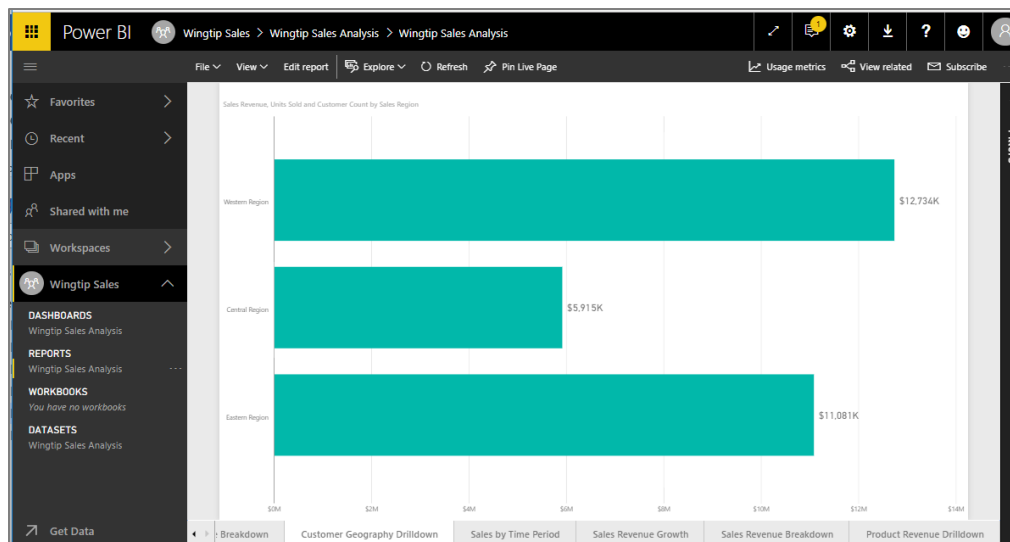 Power BI
Wingtip Sales > Wingtip Sales Analysis > Wingtip Sales Analysis
1
?
File
View
Edit report
Explore
Refresh
Pin Live Page
Usage metrics
View related
Subscribe
Favorites
Recent
Apps
Shared with me
Workspaces
Wingtip Sales
DASHBOARDS
Wingtip Sales Analysis
REPORTS
Wingtip Sales Analysis
...
WORKBOOKS
You have no workbooks
DATASETS
Wingtip Sales Analysis
Get Data
Sales Revenue, Units Sold and Customer Count by Sales Region
Western Region
$12,734K
Central Region
$5,915K
Eastern Region
$11,081K
$0M $2M $4M $6M $8M $10M $12M $14M
Breakdown
Customer Geography Drilldown
Sales by Time Period
Sales Revenue Growth
Sales Revenue Breakdown
Product Revenue Drilldown